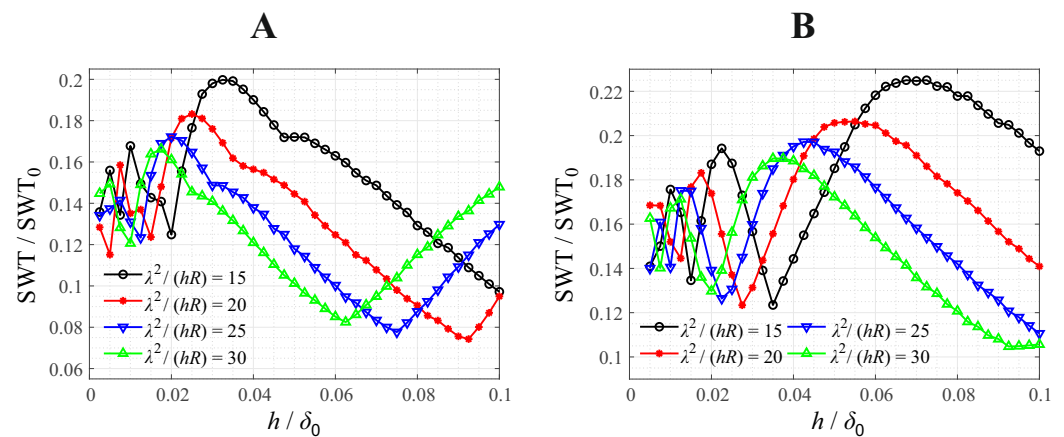 A
SWT / SWT₀
0.2
0.18
0.16
0.14
0.12
0.1
0.08
0.06
λ²/ (hR) = 15
λ²/ (hR) = 20
λ²/ (hR) = 25
λ²/ (hR) = 30
0 0.02 0.04 0.06 0.08 0.1
h / δ₀
B
SWT / SWT₀
0.22
0.2
0.18
0.16
0.14
0.12
0.1
λ²/ (hR) = 15 λ²/ (hR) = 25
λ²/ (hR) = 20 λ²/ (hR) = 30
0 0.02 0.04 0.06 0.08 0.1
h / δ₀